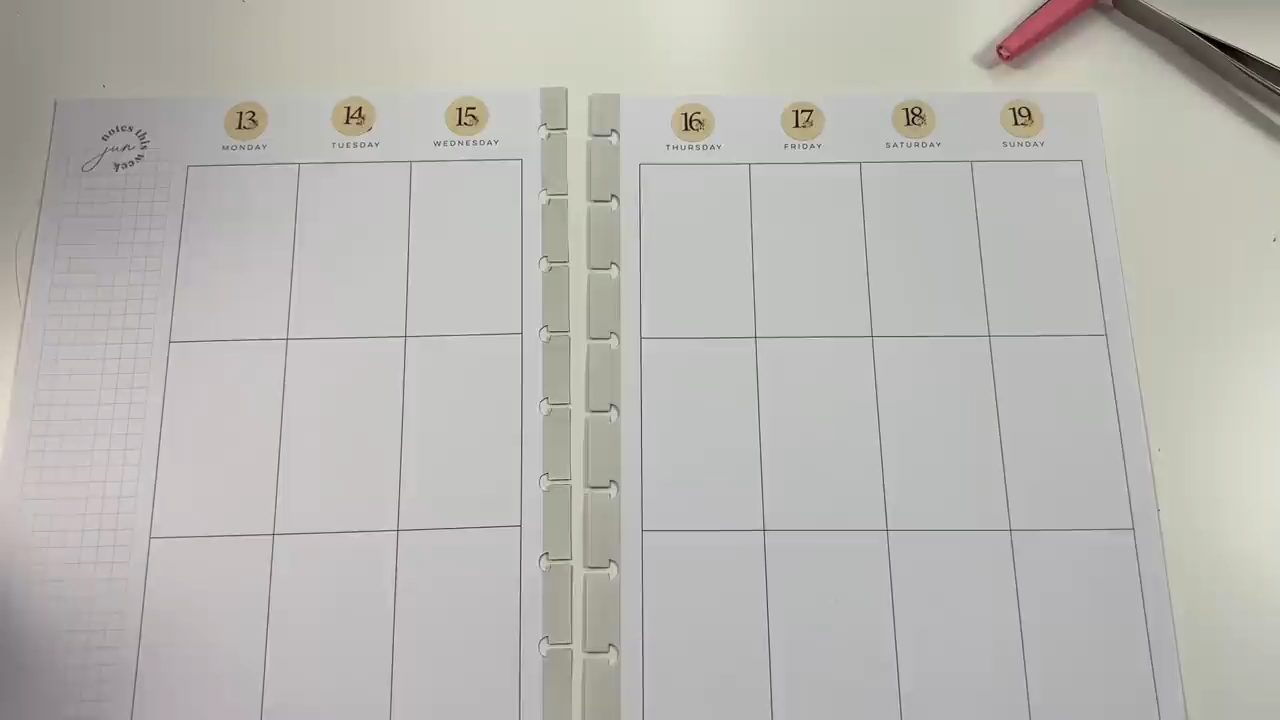 notes this week
jun
13 14 15 16 17 18 19
MONDAY TUESDAY WEDNESDAY THURSDAY FRIDAY SATURDAY SUNDAY